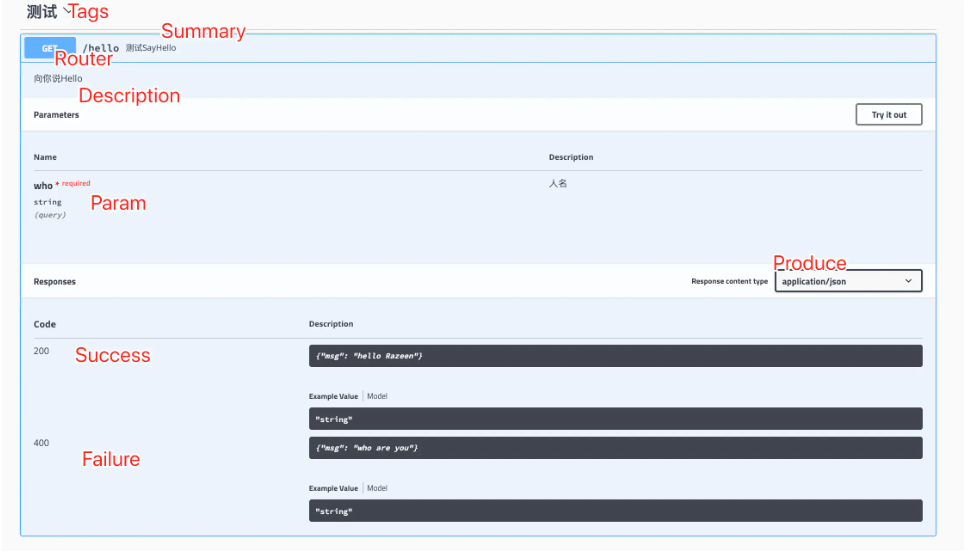 测试 Tags
Summary
GET /hello 测试SayHello
Router
向你说Hello
Description
Parameters Try it out
Name Description
who * required 人名
string Param
(query)
Produce
Responses Response content type application/json
Code Description
200 Success {"msg": "hello Razeen"}
Example Value Model
"string"
400 {"msg": "who are you"}
Failure
Example Value Model
"string"